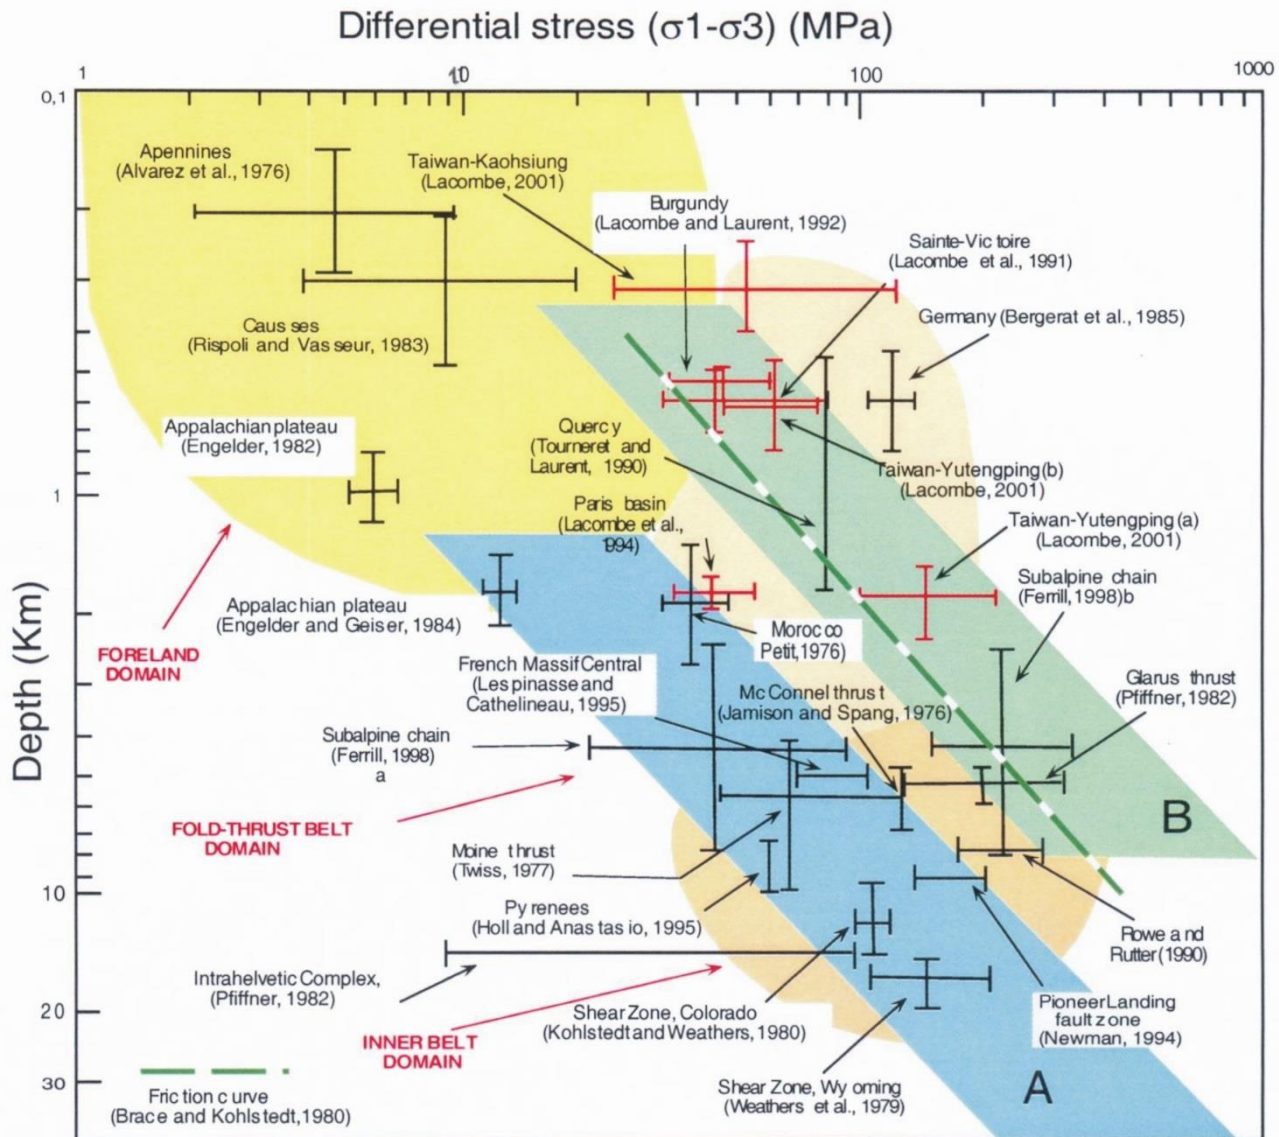 Differential stress (σ1-σ3) (MPa)
1
10
100
1000
0,1
Apennines
(Alvarez et al., 1976)
Taiwan-Kaohsiung
(Lacombe, 2001)
Burgundy
(Lacombe and Laurent, 1992)
Sainte-Victoire
(Lacombe et al., 1991)
Germany (Bergerat et al., 1985)
Causses
(Rispoli and Vasseur, 1983)
Appalachian plateau
(Engelder, 1982)
Quercy
(Tourneret and
Laurent, 1990)
Taiwan-Yutengping (b)
(Lacombe, 2001)
1
Paris basin
(Lacombe et al.,
1994)
Taiwan-Yutengping (a)
(Lacombe, 2001)
Subalpine chain
(Ferrill, 1998)b
Appalachian plateau
(Engelder and Geiser, 1984)
Morocco
Petit, 1976)
FORELAND
DOMAIN
French Massif Central
(Lespinasse and
Cathelineau, 1995)
Mc Connel thrust
(Jamison and Spang, 1976)
Glarus thrust
(Pfiffner, 1982)
Depth (Km)
Subalpine chain
(Ferrill, 1998)
a
FOLD-THRUST BELT
DOMAIN
B
Moine thrust
(Twiss, 1977)
10
Pyrenees
(Holl and Anastasio, 1995)
Rowe and
Rutter (1990)
Intrahelvetic Complex,
(Pfiffner, 1982)
20
Shear Zone, Colorado
(Kohlstedt and Weathers, 1980)
Pioneer Landing
fault zone
(Newman, 1994)
INNER BELT
DOMAIN
30
Friction curve
(Brace and Kohlstedt, 1980)
Shear Zone, Wyoming
(Weathers et al., 1979)
A